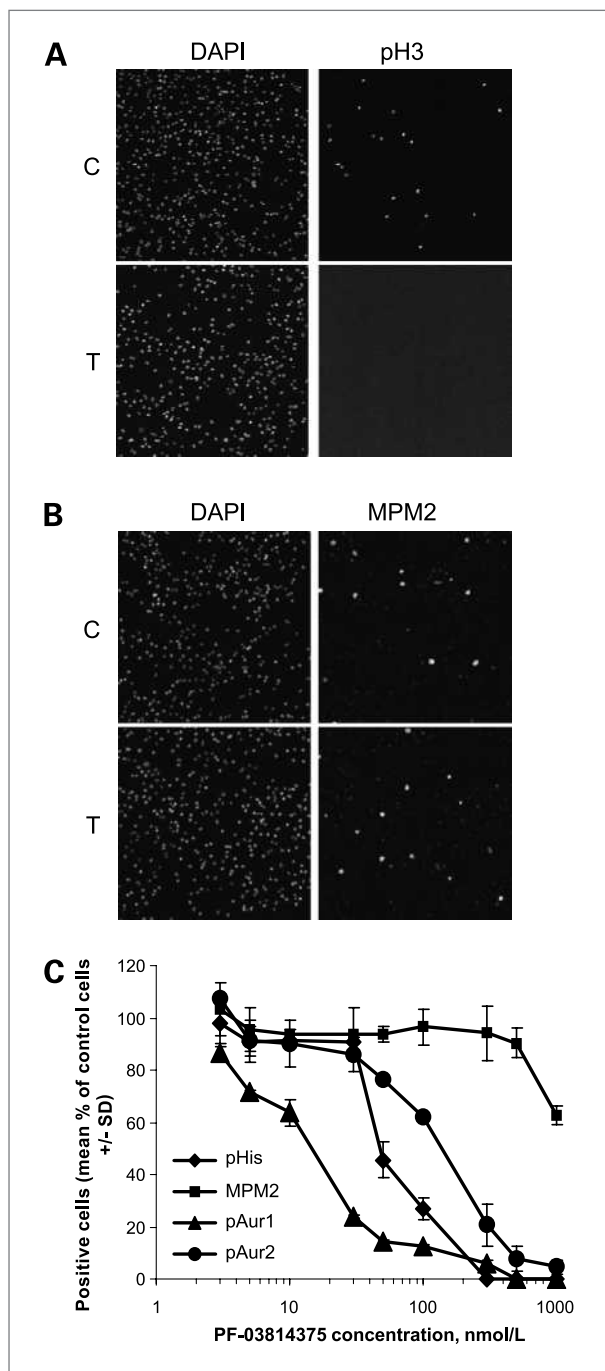 A
DAPI pH3
C
T
B
DAPI MPM2
C
T
C
Positive cells (mean % of control cells
+/- SD)
120
100
80
60
40
20
0
pHis
MPM2
pAur1
pAur2
1 10 100 1000
PF-03814375 concentration, nmol/L